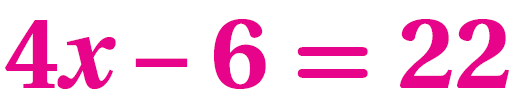 4x – 6 = 22